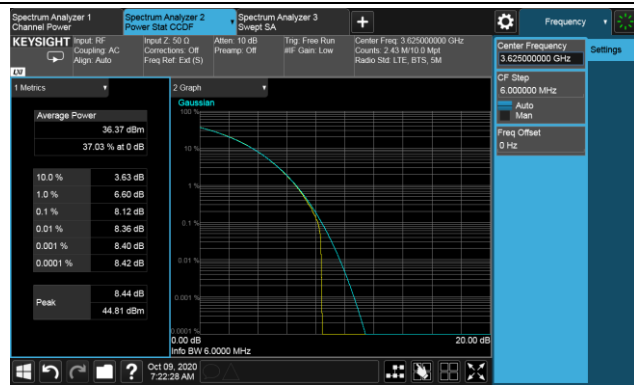 Spectrum Analyzer 1
Channel Power
Spectrum Analyzer 2
Power Stat CCDF
Spectrum Analyzer 3
Swept SA
Frequency
KEYSIGHT
Input: RF
Coupling: AC
Align: Auto
Input Z: 50 Ω
Corrections: Off
Freq Ref: Ext (S)
Atten: 10 dB
Preamp: Off
Trig: Free Run
#IF Gain: Low
Center Freq: 3.625000000 GHz
Counts: 2.43 M/10.0 Mpt
Radio Std: LTE, BTS, 5M
LXI
Center Frequency
3.625000000 GHz
Settings
CF Step
6.000000 MHz
Auto
Man
Freq Offset
0 Hz
1 Metrics
Average Power
36.37 dBm
37.03 % at 0 dB
10.0 % 3.63 dB
1.0 % 6.60 dB
0.1 % 8.12 dB
0.01 % 8.36 dB
0.001 % 8.40 dB
0.0001 % 8.42 dB
Peak
8.44 dB
44.81 dBm
2 Graph
Gaussian
100 %
10 %
1 %
0.1 %
0.01 %
0.001 %
0.0001 %
0.00 dB
20.00 dB
Info BW 6.0000 MHz
?
Oct 09, 2020
7:22:28 AM